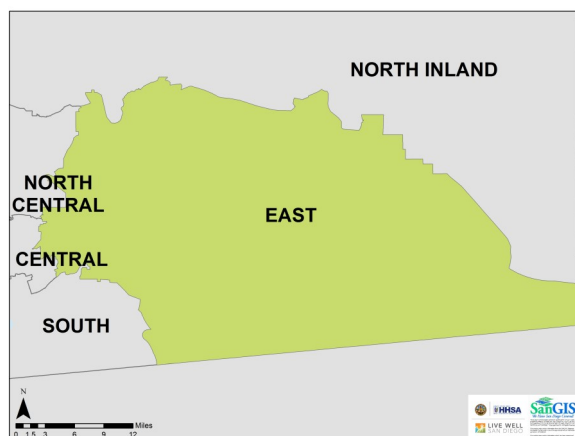 NORTH INLAND
NORTH
CENTRAL
EAST
CENTRAL
SOUTH
N
Miles
0 1.5 3 6 9 12
HHSA
SanGIS
LIVE WELL
SAN DIEGO